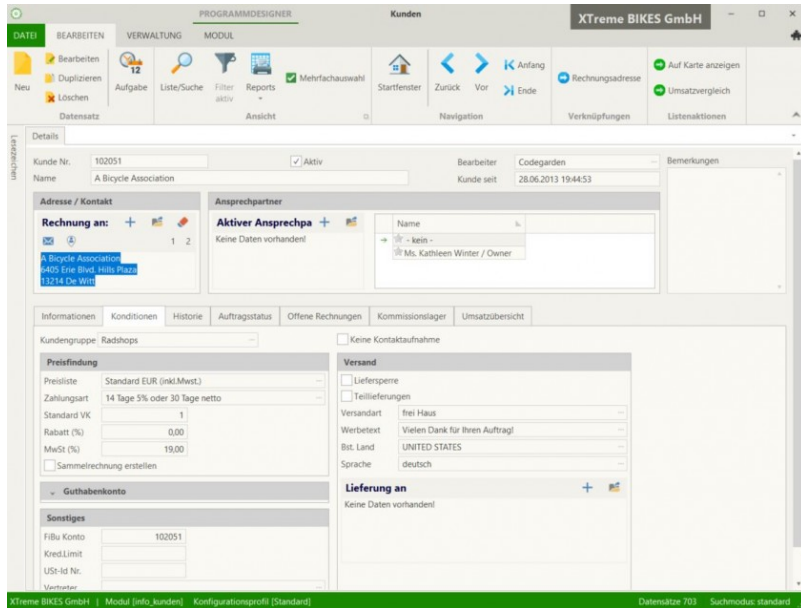 PROGRAMMDESIGNER Kunden XTreme BIKES GmbH
DATEI BEARBEITEN VERWALTUNG MODUL
Neu
Bearbeiten
Duplizieren
Löschen
Datensatz
12
Aufgabe
Liste/Suche
Filter aktiv
Reports
Mehrfachauswahl
Ansicht
Startfenster
Zurück
Vor
Anfang
Ende
Navigation
Rechnungsadresse
Verknüpfungen
Auf Karte anzeigen
Umsatzvergleich
Listenaktionen
Lesezeichen
Details
Kunde Nr. 102051 Aktiv Bearbeiter Codegarden Bemerkungen
Name A Bicycle Association Kunde seit 28.06.2013 19:44:53
Adresse / Kontakt
Rechnung an:
1 2
A Bicycle Association
6405 Erie Blvd. Hills Plaza
13214 De Witt
Ansprechpartner
Aktiver Ansprechpa
Keine Daten vorhanden!
Name
- kein -
Ms. Kathleen Winter / Owner
Informationen Konditionen Historie Auftragsstatus Offene Rechnungen Kommissionslager Umsatzübersicht
Kundengruppe Radshops Keine Kontaktaufnahme
Preisfindung
Preisliste Standard EUR (inkl.Mwst.)
Zahlungsart 14 Tage 5% oder 30 Tage netto
Standard VK 1
Rabatt (%) 0,00
MwSt (%) 19,00
Sammelrechnung erstellen
Guthabenkonto
Sonstiges
FiBu Konto 102051
Kred.Limit
USt-Id Nr.
Vertreter
Versand
Liefersperre
Teillieferungen
Versandart frei Haus
Werbetext Vielen Dank für Ihren Auftrag!
Bst. Land UNITED STATES
Sprache deutsch
Lieferung an
Keine Daten vorhanden!
XTreme BIKES GmbH | Modul [info_kunden] Konfigurationsprofil [Standard] Datensätze 703 Suchmodus: standard